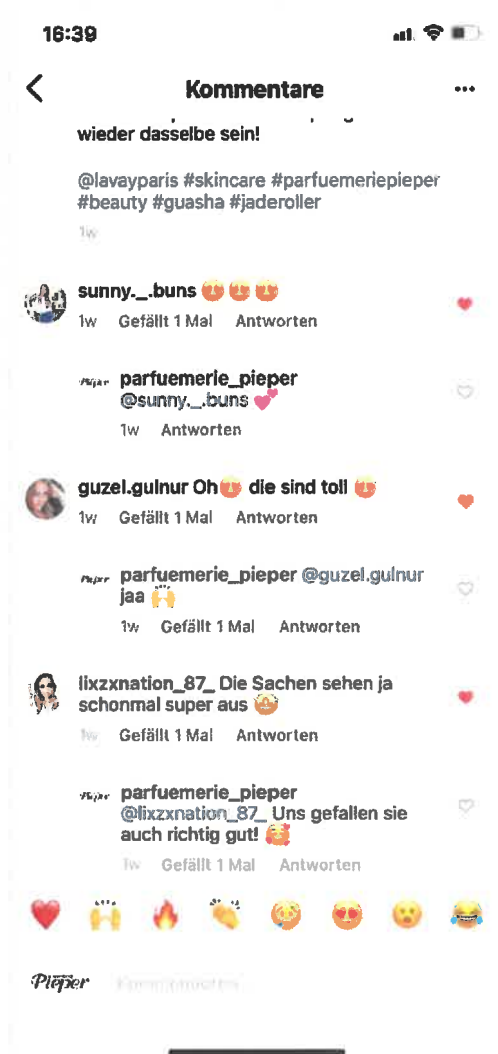 16:39
Kommentare
wieder dasselbe sein!
@lavayparis #skincare #parfuemeriepieper
#beauty #guasha #jaderoller
1w
sunny._.buns 😍😍😍
1w Gefällt 1 Mal Antworten
Pieper parfuemerie_pieper
@sunny._.buns 💕
1w Antworten
guzel.gulnur Oh😍 die sind toll 😍
1w Gefällt 1 Mal Antworten
Pieper parfuemerie_pieper @guzel.gulnur
jaa 🙌
1w Gefällt 1 Mal Antworten
lixzxnation_87_ Die Sachen sehen ja
schonmal super aus 🤩
1w Gefällt 1 Mal Antworten
Pieper parfuemerie_pieper
@lixzxnation_87_ Uns gefallen sie
auch richtig gut! 🥰
1w Gefällt 1 Mal Antworten
Pieper